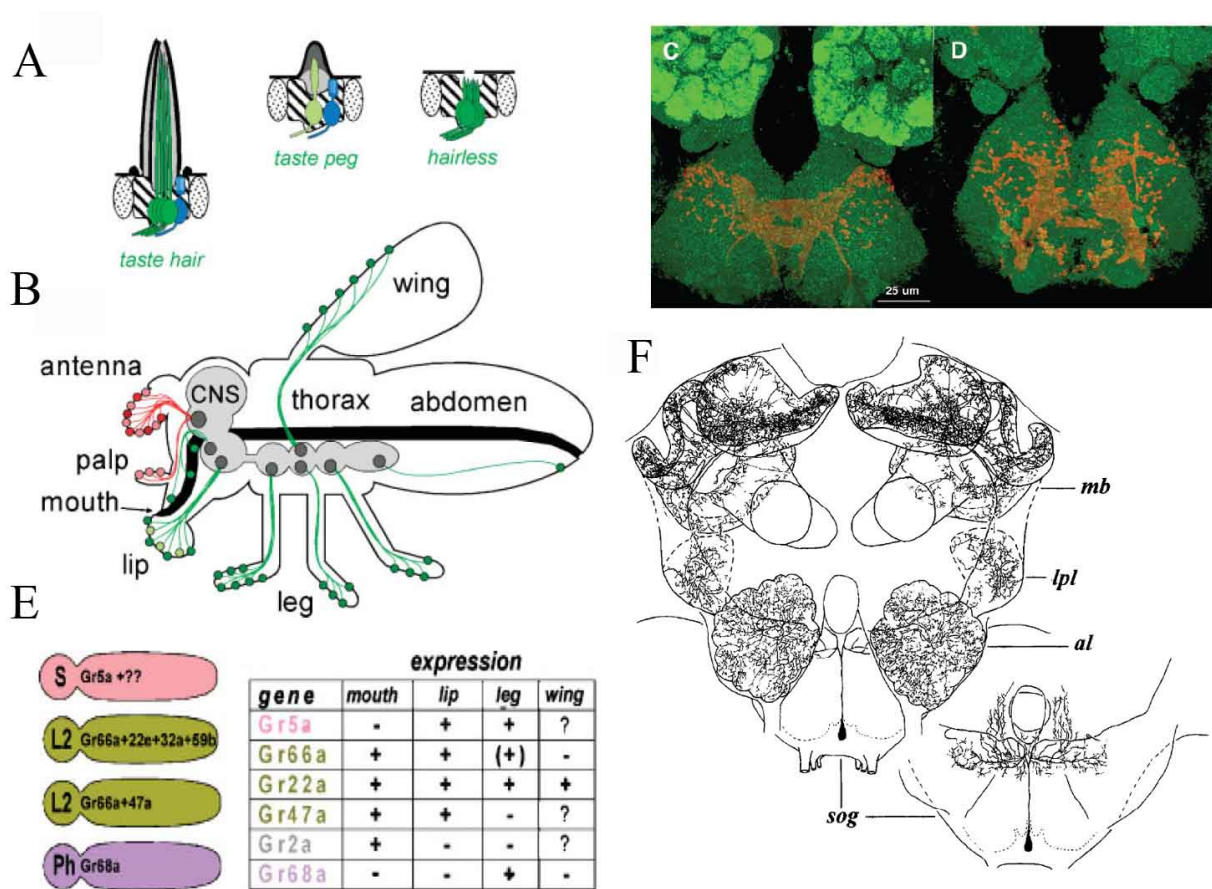 A
taste hair
taste peg
hairless
B
wing
antenna
CNS
thorax
abdomen
palp
mouth
lip
leg
C
D
25 um
E
S Gr5a +??
L2 Gr66a+22e+32a+59b
L2 Gr66a+47a
Ph Gr68a
expression
gene mouth lip leg wing
Gr5a - + + ?
Gr66a + + (+) -
Gr22a + + + +
Gr47a + + - ?
Gr2a + - - ?
Gr68a - - + -
F
mb
lpl
al
sog